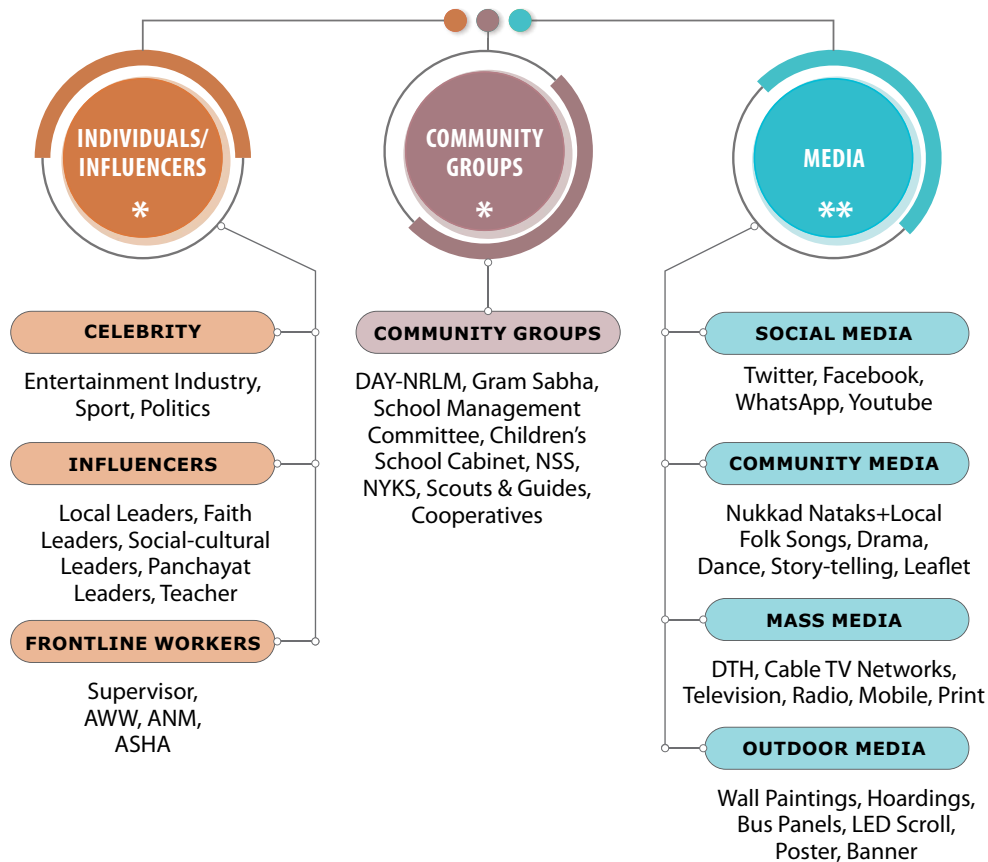 INDIVIDUALS/
INFLUENCERS
*
CELEBRITY
Entertainment Industry,
Sport, Politics
INFLUENCERS
Local Leaders, Faith
Leaders, Social-cultural
Leaders, Panchayat
Leaders, Teacher
FRONTLINE WORKERS
Supervisor,
AWW, ANM,
ASHA
COMMUNITY
GROUPS
*
COMMUNITY GROUPS
DAY-NRLM, Gram Sabha,
School Management
Committee, Children’s
School Cabinet, NSS,
NYKS, Scouts & Guides,
Cooperatives
MEDIA
**
SOCIAL MEDIA
Twitter, Facebook,
WhatsApp, Youtube
COMMUNITY MEDIA
Nukkad Nataks+Local
Folk Songs, Drama,
Dance, Story-telling, Leaflet
MASS MEDIA
DTH, Cable TV Networks,
Television, Radio, Mobile, Print
OUTDOOR MEDIA
Wall Paintings, Hoardings,
Bus Panels, LED Scroll,
Poster, Banner